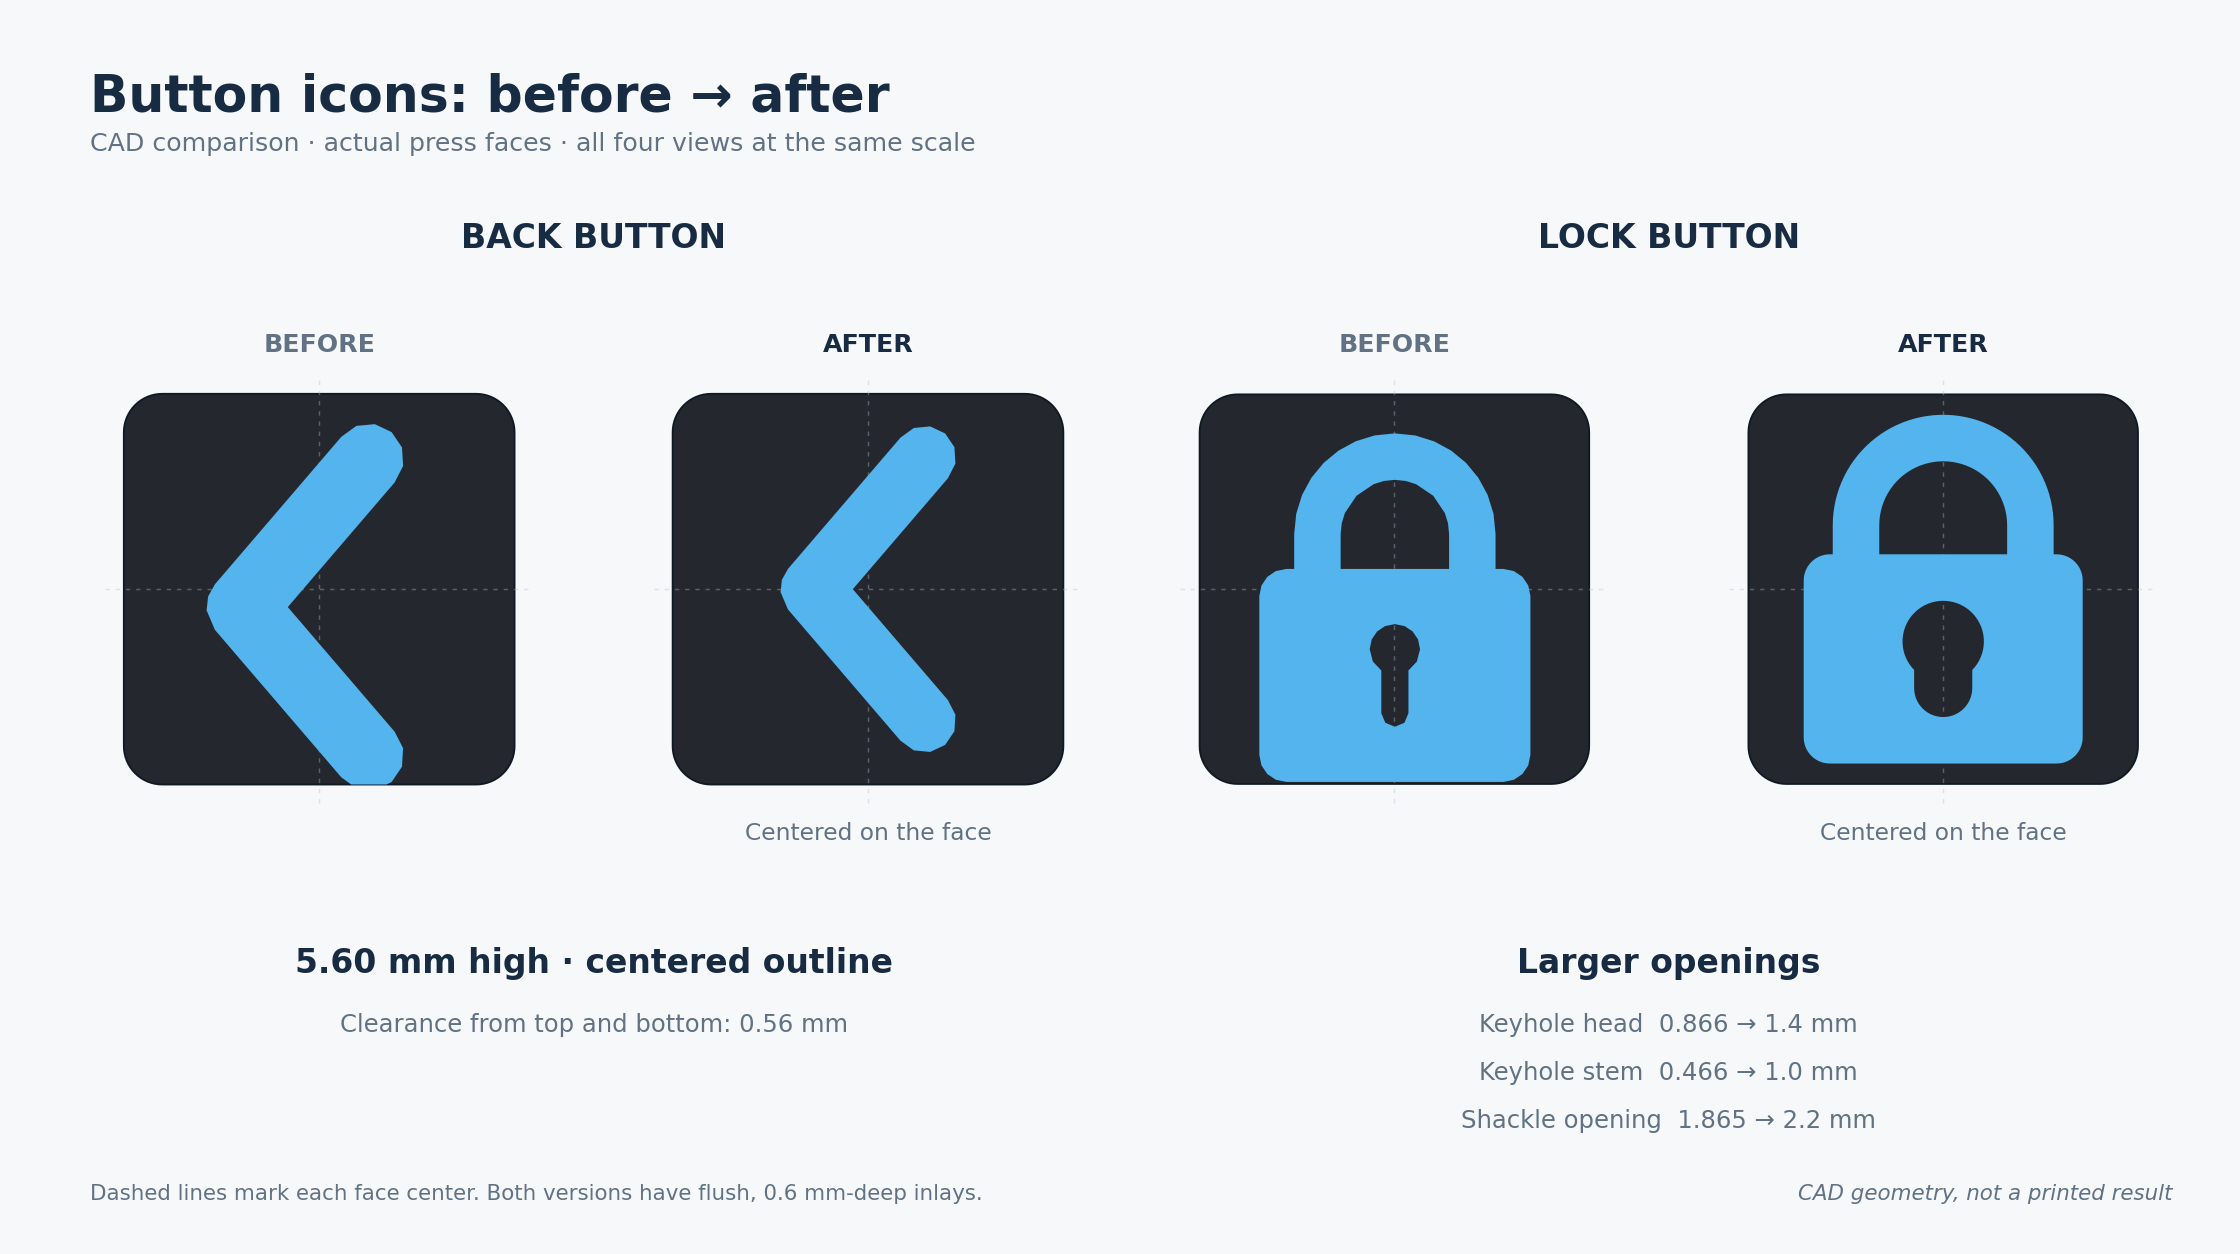 Button icons: before → after
CAD comparison · actual press faces · all four views at the same scale
BACK BUTTON
BEFORE
AFTER
Centered on the face
5.60 mm high · centered outline
Clearance from top and bottom: 0.56 mm
LOCK BUTTON
BEFORE
AFTER
Centered on the face
Larger openings
Keyhole head  0.866 → 1.4 mm
Keyhole stem  0.466 → 1.0 mm
Shackle opening  1.865 → 2.2 mm
Dashed lines mark each face center. Both versions have flush, 0.6 mm-deep inlays.
CAD geometry, not a printed result